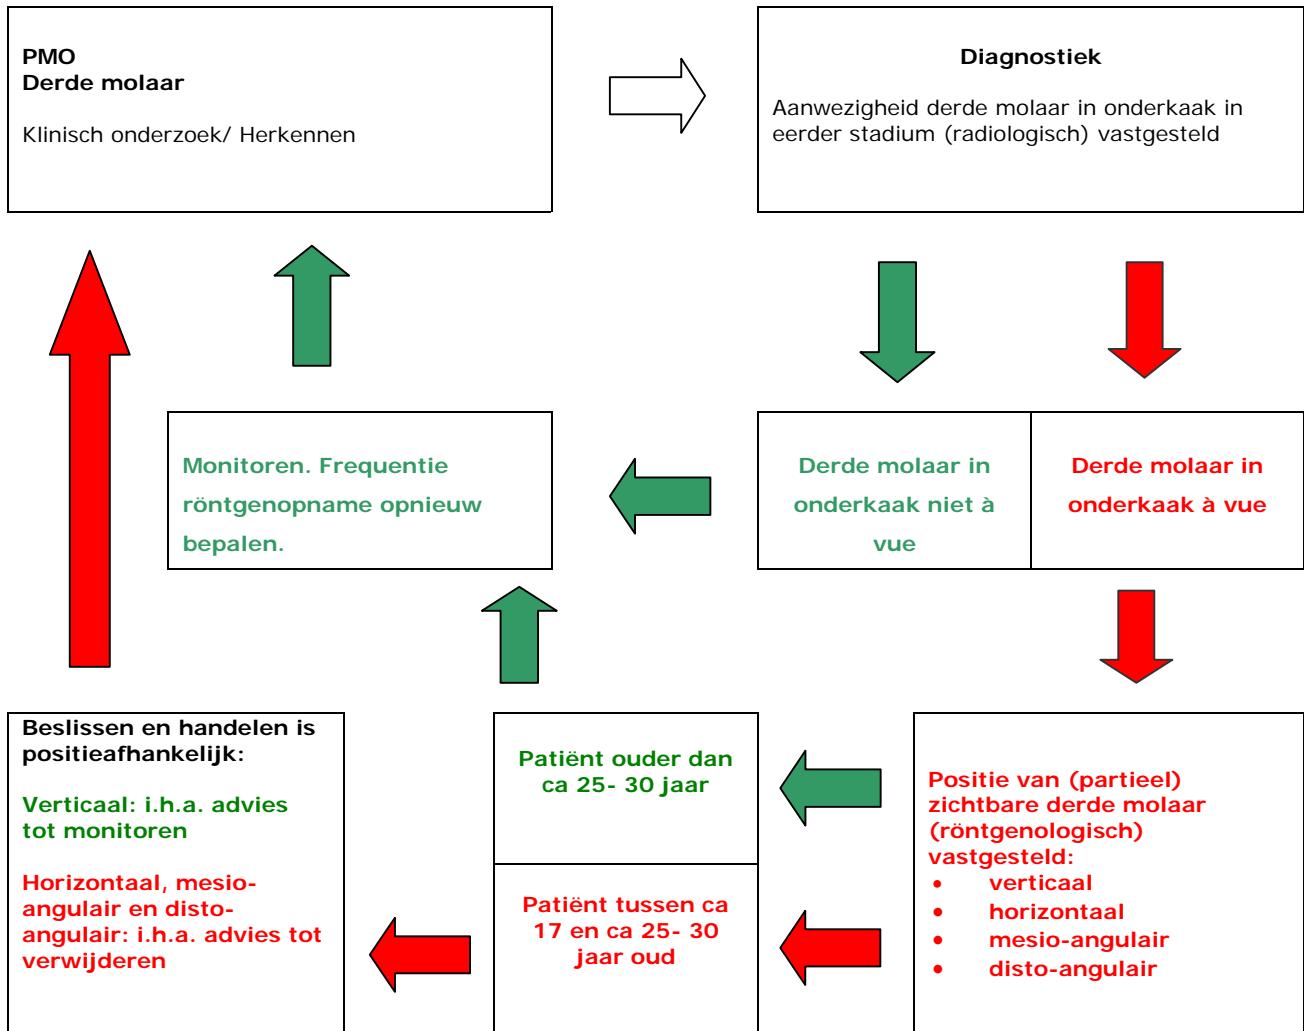 PMO
Derde molaar
Klinisch onderzoek/ Herkennen
Diagnostiek
Aanwezigheid derde molaar in onderkaak in
eerder stadium (radiologisch) vastgesteld
Monitoren. Frequentie
röntgenopname opnieuw
bepalen.
Derde molaar in
onderkaak niet à
vue
Derde molaar in
onderkaak à vue
Beslissen en handelen is
positieafhankelijk:
Verticaal: i.h.a. advies
tot monitoren
Horizontaal, mesio-
angulair en disto-
angulair: i.h.a. advies tot
verwijderen
Patiënt ouder dan
ca 25- 30 jaar
Patiënt tussen ca
17 en ca 25- 30
jaar oud
Positie van (partieel)
zichtbare derde molaar
(röntgenologisch)
vastgesteld:
• verticaal
• horizontaal
• mesio-angulair
• disto-angulair